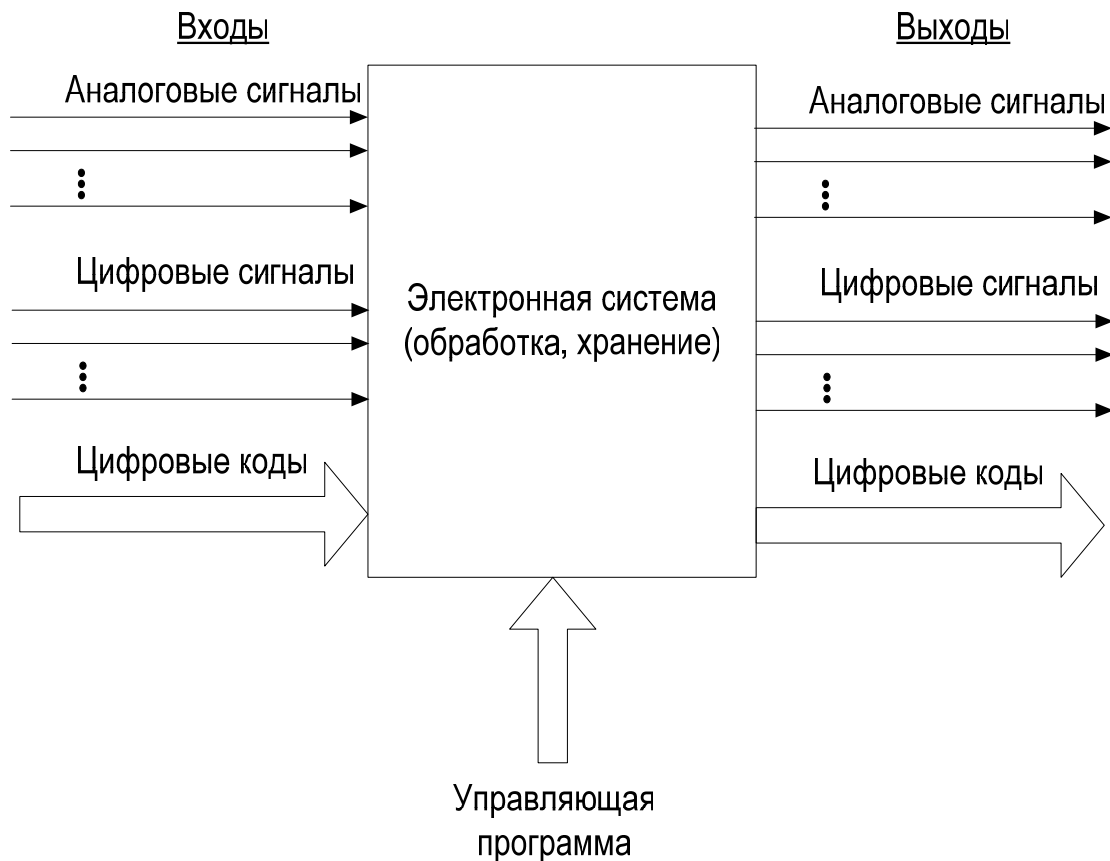 Входы
Выходы
Аналоговые сигналы
Аналоговые сигналы
Цифровые сигналы
Цифровые сигналы
Электронная система
(обработка, хранение)
Цифровые коды
Цифровые коды
Управляющая
программа